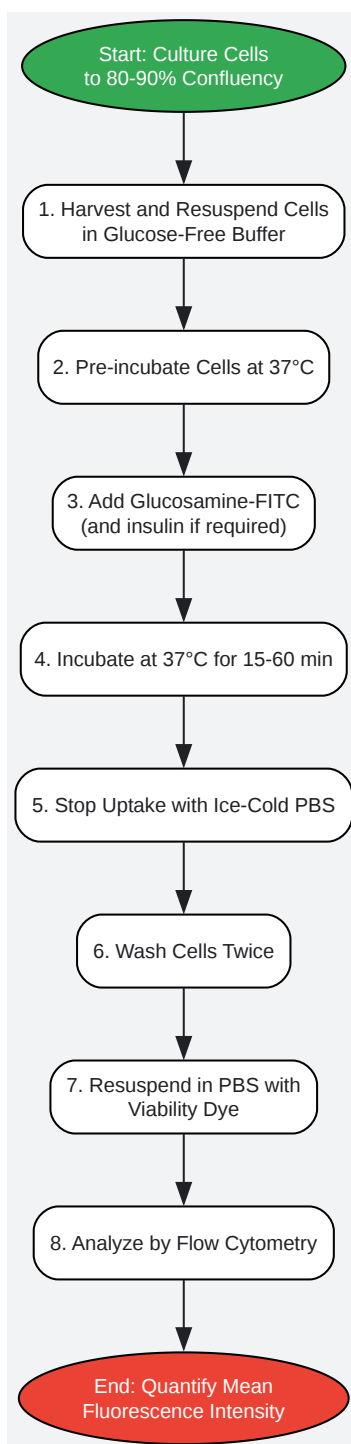 Start: Culture Cells
to 80-90% Confluency
1. Harvest and Resuspend Cells
in Glucose-Free Buffer
2. Pre-incubate Cells at 37°C
3. Add Glucosamine-FITC
(and insulin if required)
4. Incubate at 37°C for 15-60 min
5. Stop Uptake with Ice-Cold PBS
6. Wash Cells Twice
7. Resuspend in PBS with
Viability Dye
8. Analyze by Flow Cytometry
End: Quantify Mean
Fluorescence Intensity